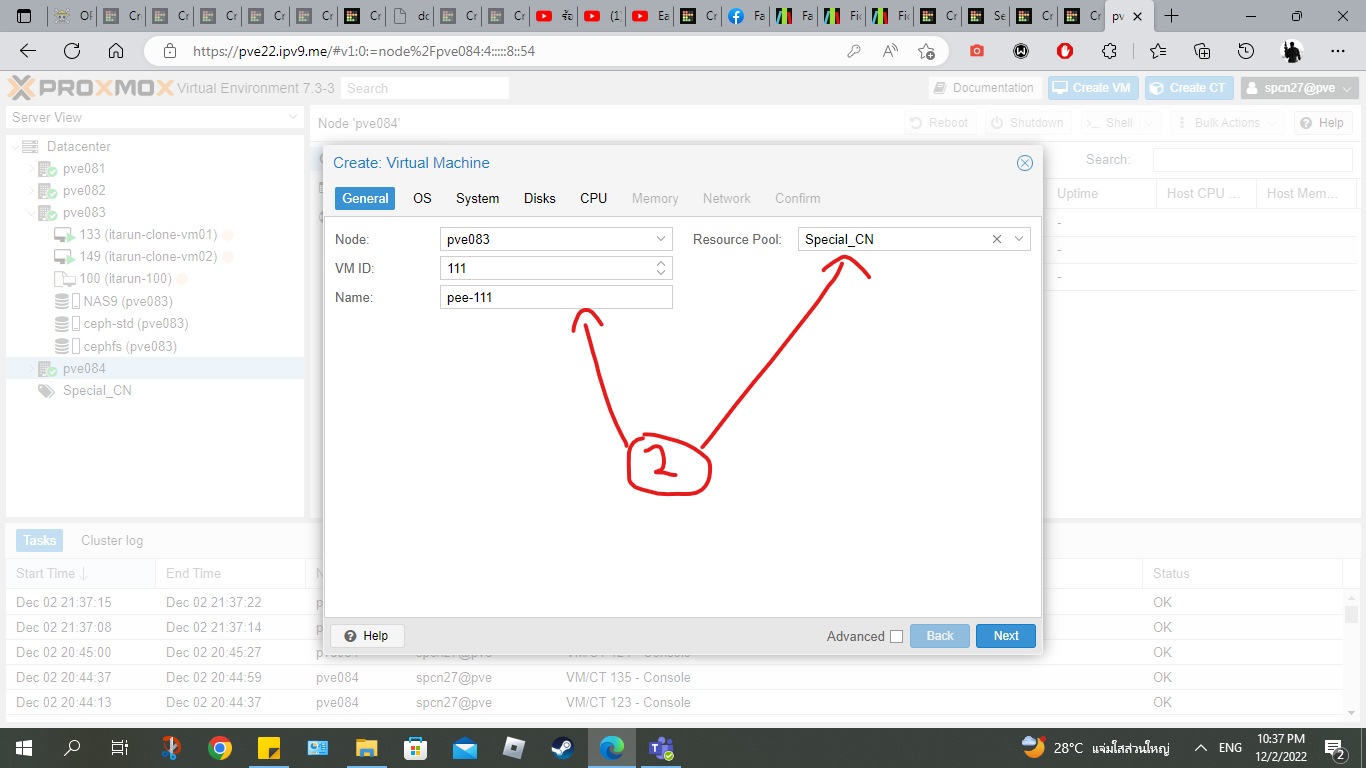 OF
Cr
Cr
Cr
Cr
Cr
Cr
dc
Cr
Cr
ร้อ
(1)
Ea
Cr
Fa
Fa
Fic
Fic
Cr
Se
Cr
Cr
pv
https://pve22.ipv9.me/#v1:0:=node%2Fpve084:4:::::8::54
PROXMOX Virtual Environment 7.3-3 Search Documentation Create VM Create CT spcn27@pve
Server View
Node 'pve084' Reboot Shutdown Shell Bulk Actions Help
Datacenter
pve081
pve082
pve083
133 (itarun-clone-vm01)
149 (itarun-clone-vm02)
100 (itarun-100)
NAS9 (pve083)
ceph-std (pve083)
cephfs (pve083)
pve084
Special_CN
Search:
Uptime Host CPU ... Host Mem...
-
-
-
Create: Virtual Machine
General OS System Disks CPU Memory Network Confirm
Node: pve083 Resource Pool: Special_CN
VM ID: 111
Name: pee-111
2
Help Advanced Back Next
Tasks Cluster log
Start Time End Time Status
Dec 02 21:37:15 Dec 02 21:37:22 OK
Dec 02 21:37:08 Dec 02 21:37:14 OK
Dec 02 20:45:00 Dec 02 20:45:27 OK
Dec 02 20:44:37 Dec 02 20:44:59 pve084 spcn27@pve VM/CT 135 - Console OK
Dec 02 20:44:13 Dec 02 20:44:37 pve084 spcn27@pve VM/CT 123 - Console OK
28°C แจ่มใสส่วนใหญ่ ENG 10:37 PM
12/2/2022 2